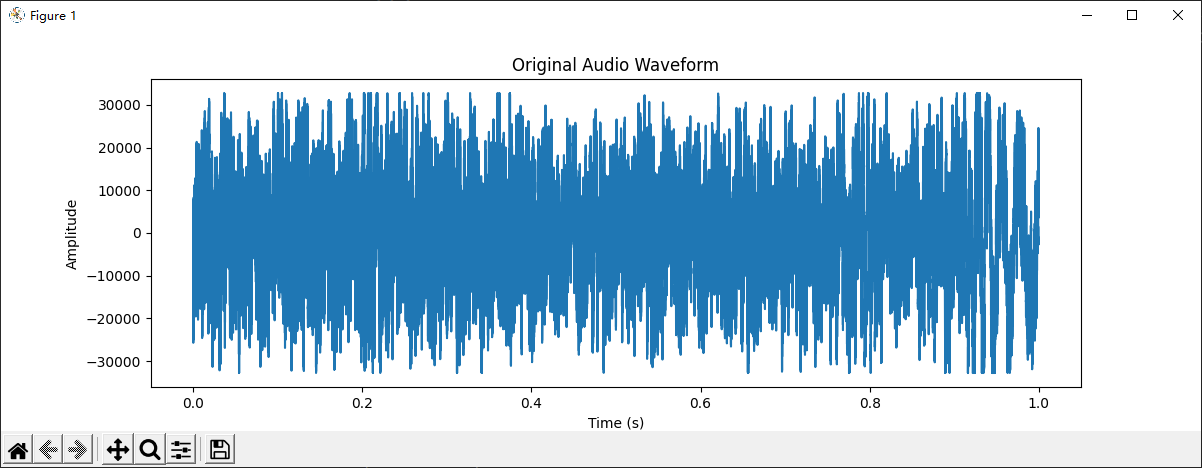 Figure 1
Original Audio Waveform
30000
20000
10000
0
−10000
−20000
−30000
Amplitude
0.0 0.2 0.4 0.6 0.8 1.0
Time (s)